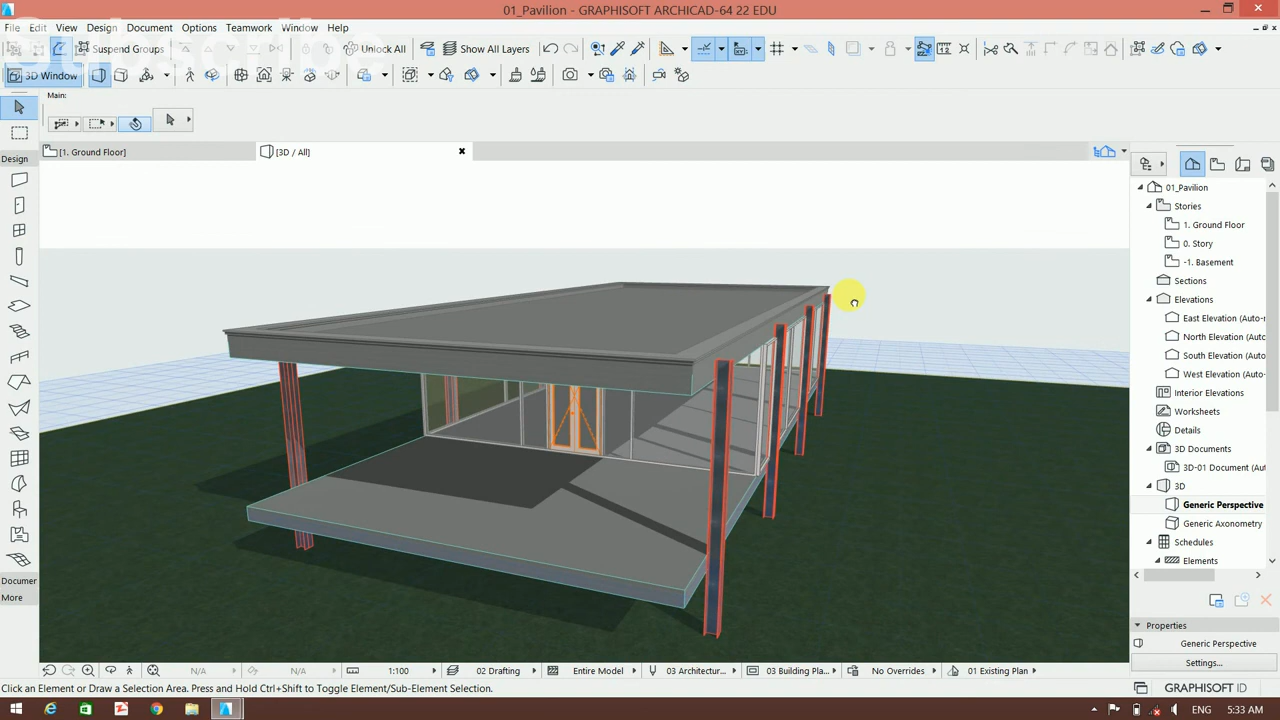 01_Pavilion - GRAPHISOFT ARCHICAD-64 22 EDU
File Edit View Design Document Options Teamwork Window Help
Subscribe
Suspend Groups
Unlock All
Show All Layers
3D Window
Main:
[1. Ground Floor]
[3D / All]
Design
01_Pavilion
Stories
1. Ground Floor
0. Story
-1. Basement
Sections
Elevations
East Elevation (Auto-
North Elevation (Auto-
South Elevation (Auto-
West Elevation (Auto-
Interior Elevations
Worksheets
Details
3D Documents
3D-01 Document (Aut
3D
Generic Perspective
Generic Axonometry
Schedules
Elements
Documen
More
Properties
Generic Perspective
Settings...
N/A
N/A
1:100
02 Drafting
Entire Model
03 Architectur...
03 Building Pla...
No Overrides
01 Existing Plan
Click an Element or Draw a Selection Area. Press and Hold Ctrl+Shift to Toggle Element/Sub-Element Selection.
GRAPHISOFT ID
ENG
5:33 AM